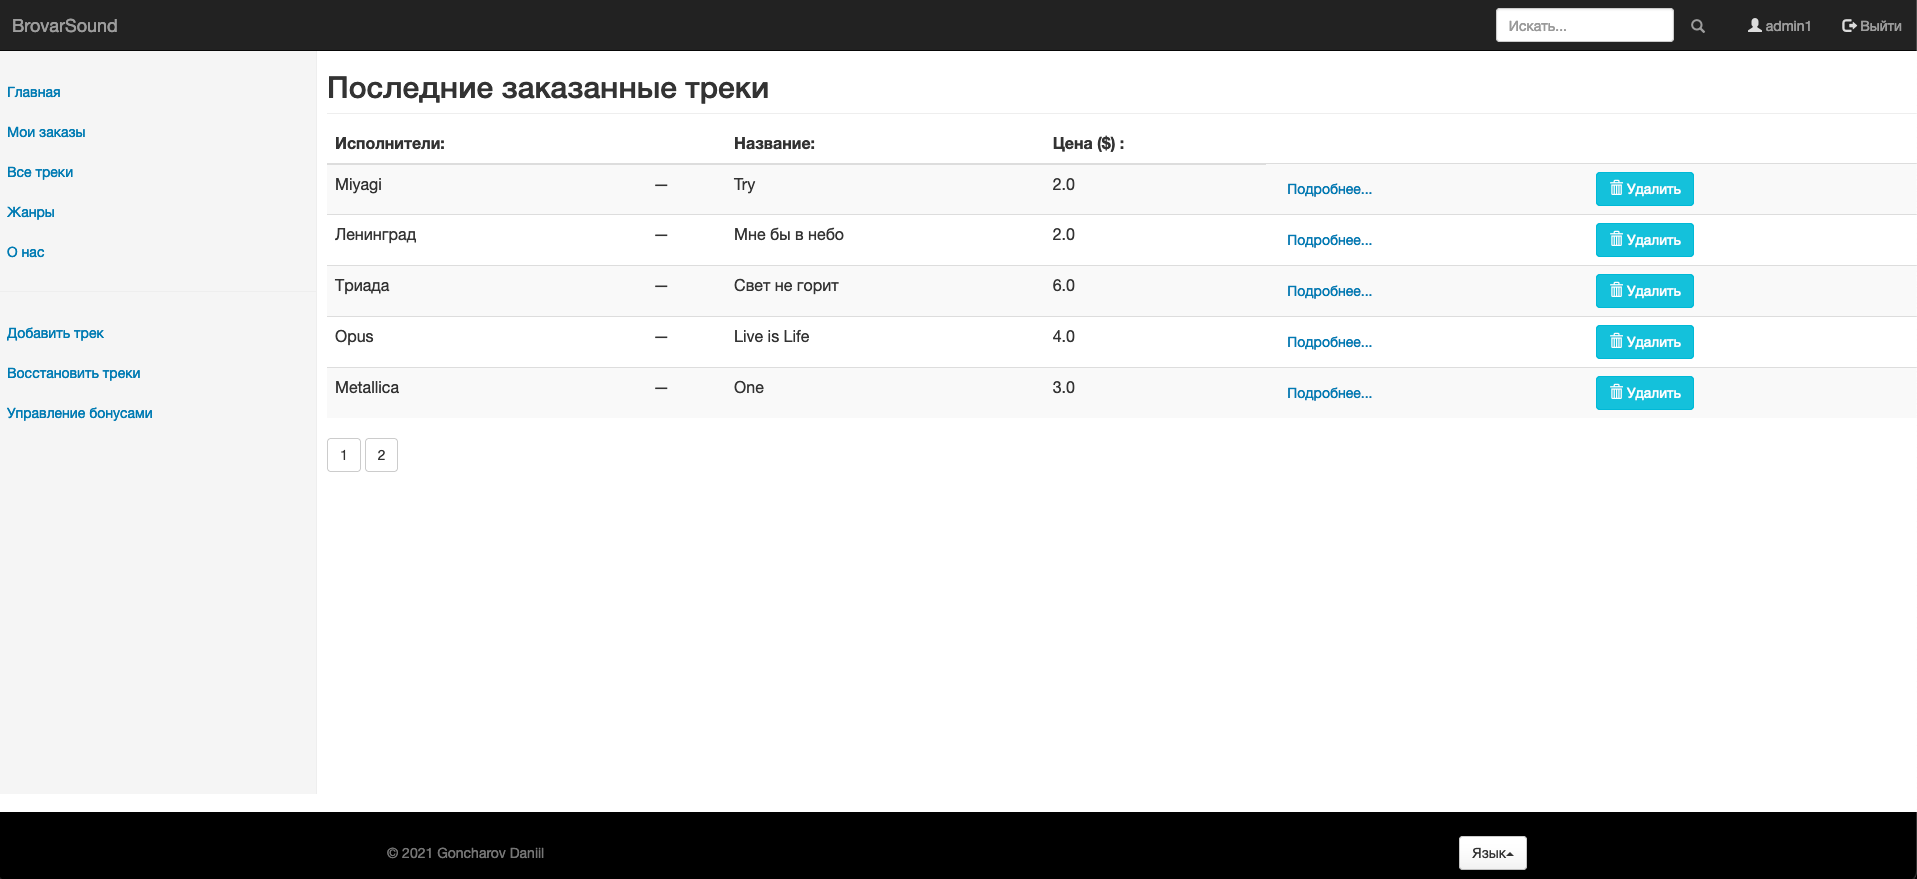 BrovarSound
Искать...
admin1
Выйти
Главная
Мои заказы
Все треки
Жанры
О нас
Добавить трек
Восстановить треки
Управление бонусами
Последние заказанные треки
Исполнители: Название: Цена ($) :
Miyagi — Try 2.0 Подробнее... Удалить
Ленинград — Мне бы в небо 2.0 Подробнее... Удалить
Триада — Свет не горит 6.0 Подробнее... Удалить
Opus — Live is Life 4.0 Подробнее... Удалить
Metallica — One 3.0 Подробнее... Удалить
1 2
© 2021 Goncharov Daniil
Язык